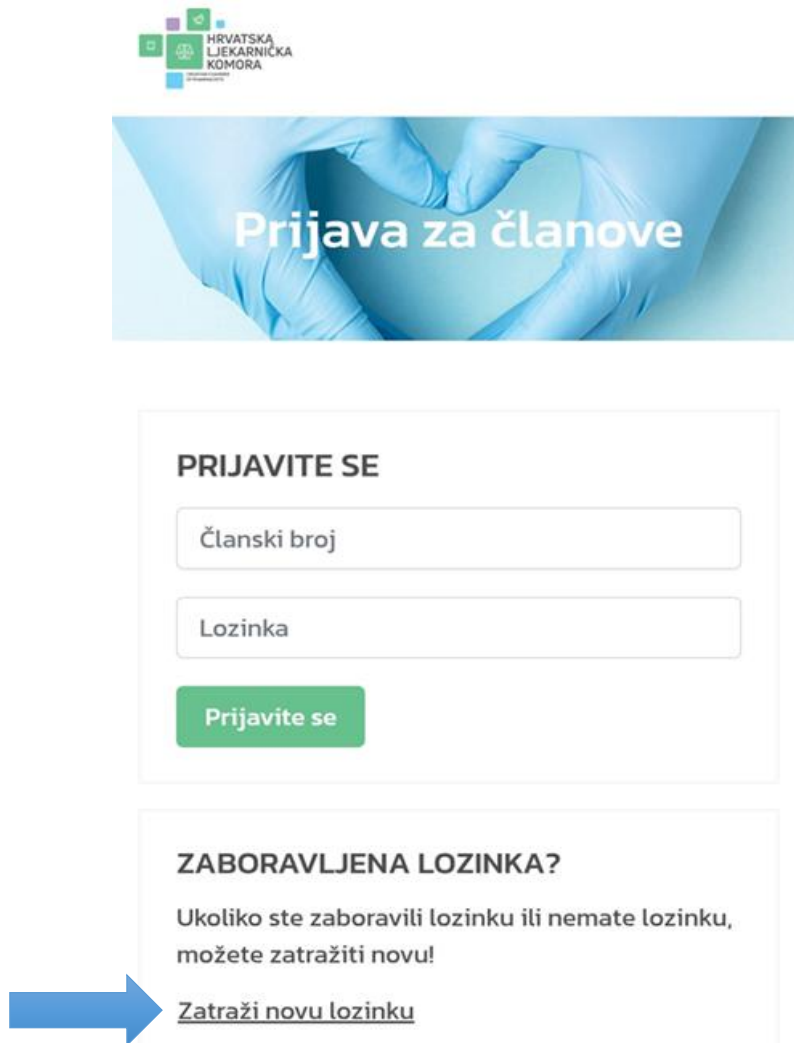 HRVATSKA
LJEKARNIČKA
KOMORA
Prijava za članove
PRIJAVITE SE
Članski broj
Lozinka
Prijavite se
ZABORAVLJENA LOZINKA?
Ukoliko ste zaboravili lozinku ili nemate lozinku,
možete zatražiti novu!
Zatraži novu lozinku